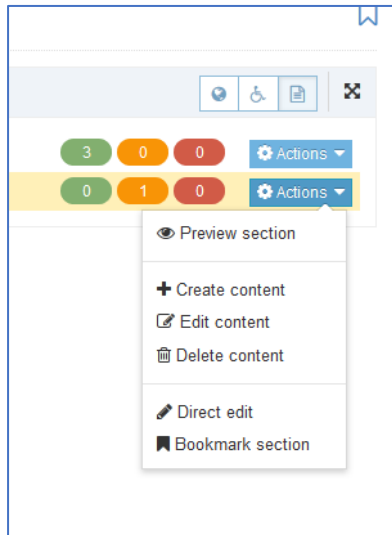 3 0 0 Actions
0 1 0 Actions
Preview section
Create content
Edit content
Delete content
Direct edit
Bookmark section